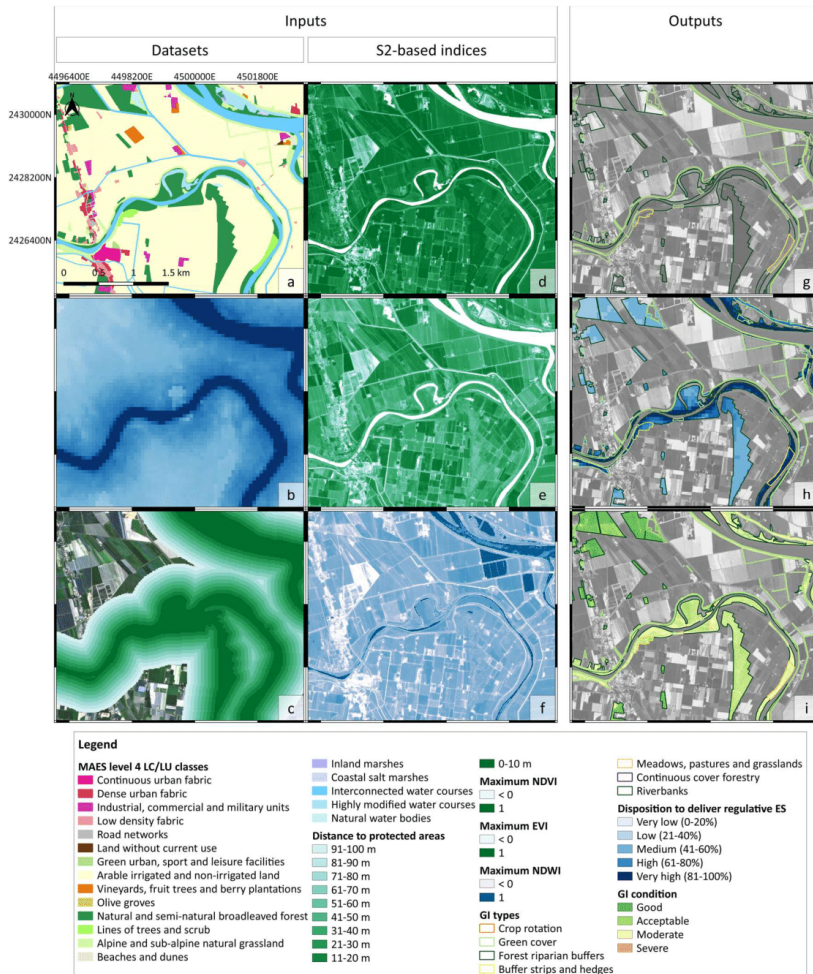 Inputs
Outputs
Datasets
S2-based indices
4496400E 4498200E 4500000E 4501800E
2430000N
2428200N
2426400N
N
0 0.5 1 1.5 km
a
d
g
b
e
h
c
f
i
Legend
MAES level 4 LC/LU classes
Continuous urban fabric
Dense urban fabric
Industrial, commercial and military units
Low density fabric
Road networks
Land without current use
Green urban, sport and leisure facilities
Arable irrigated and non-irrigated land
Vineyards, fruit trees and berry plantations
Olive groves
Natural and semi-natural broadleaved forest
Lines of trees and scrub
Alpine and sub-alpine natural grassland
Beaches and dunes
Inland marshes
Coastal salt marshes
Interconnected water courses
Highly modified water courses
Natural water bodies
Distance to protected areas
91-100 m
81-90 m
71-80 m
61-70 m
51-60 m
41-50 m
31-40 m
21-30 m
11-20 m
0-10 m
Maximum NDVI
< 0
1
Maximum EVI
< 0
1
Maximum NDWI
< 0
1
GI types
Crop rotation
Green cover
Forest riparian buffers
Buffer strips and hedges
Meadows, pastures and grasslands
Continuous cover forestry
Riverbanks
Disposition to deliver regulative ES
Very low (0-20%)
Low (21-40%)
Medium (41-60%)
High (61-80%)
Very high (81-100%)
GI condition
Good
Acceptable
Moderate
Severe